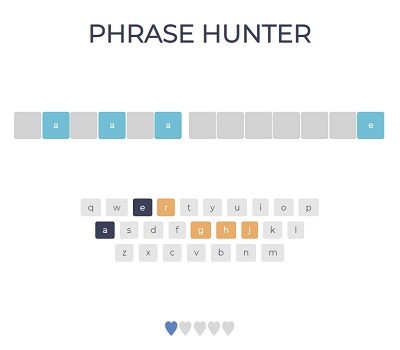 PHRASE HUNTER
a a a e
q w e r t y u i o p
a s d f g h j k l
z x c v b n m